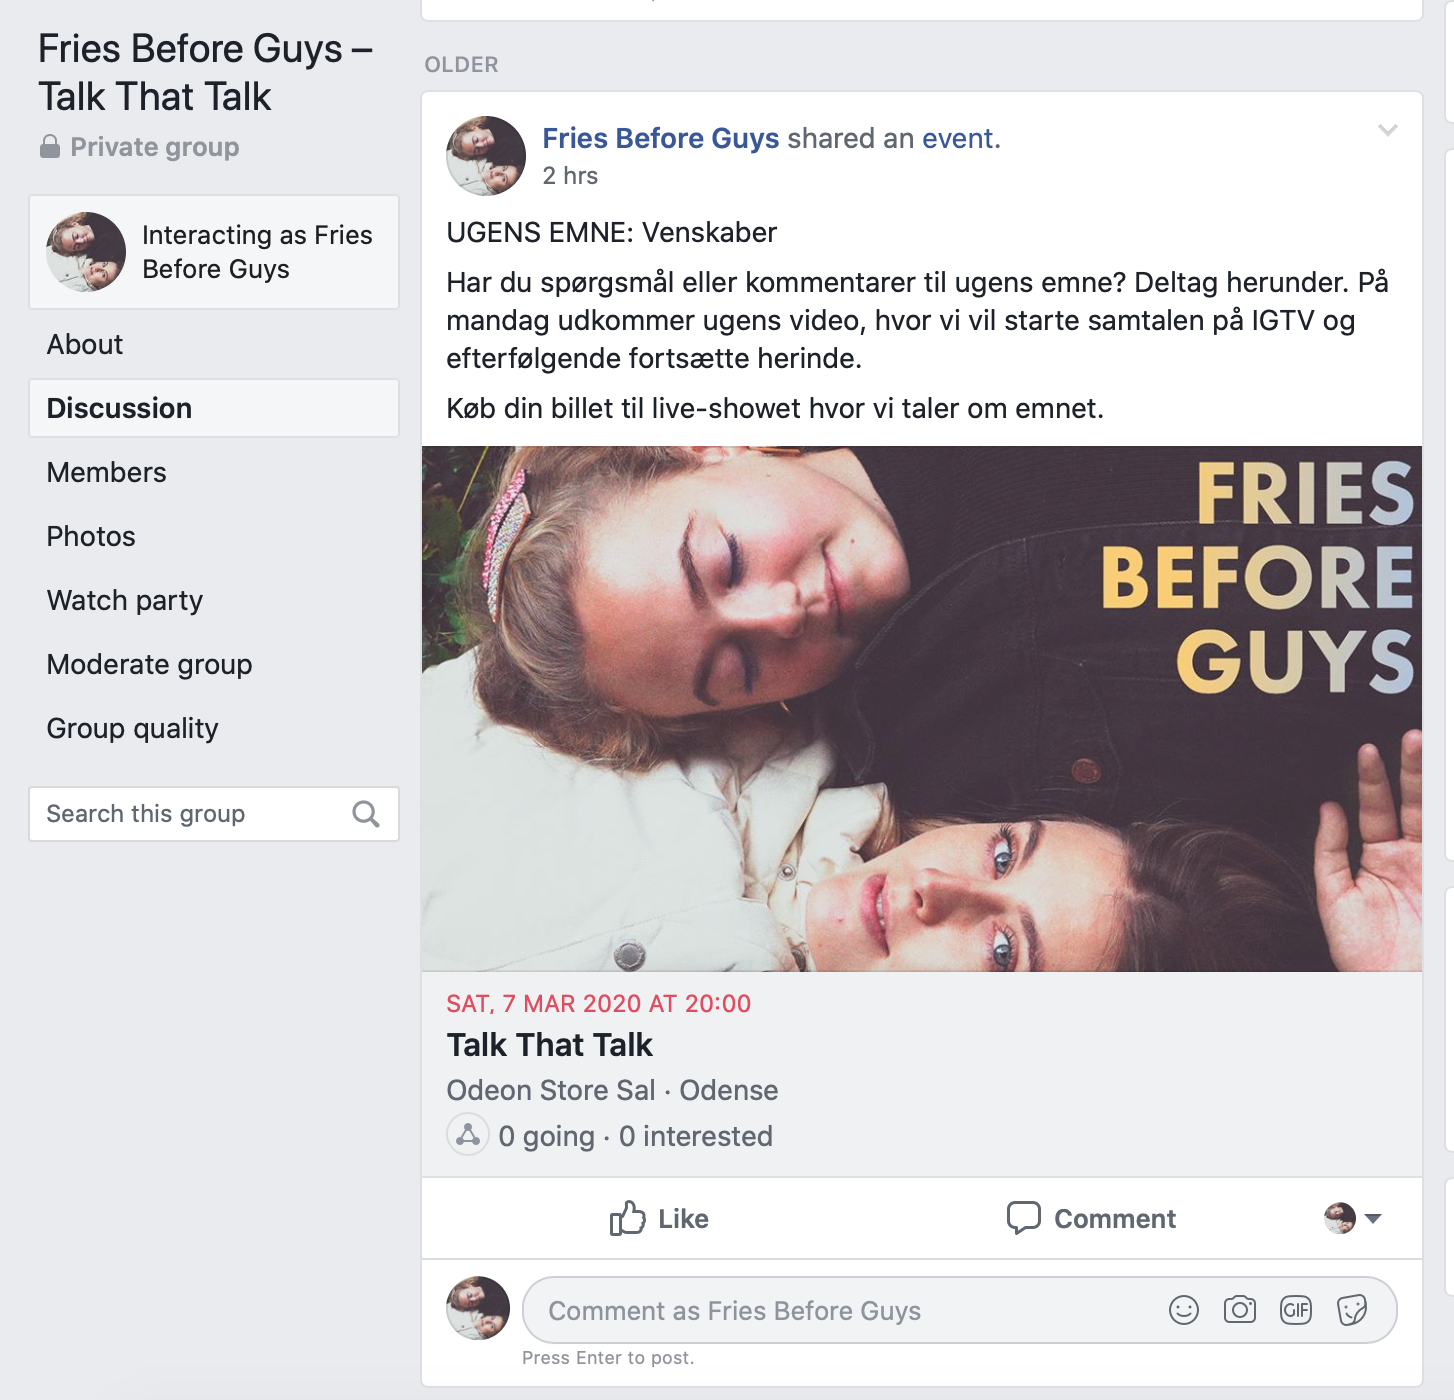 Fries Before Guys –
Talk That Talk
Private group
Interacting as Fries
Before Guys
About
Discussion
Members
Photos
Watch party
Moderate group
Group quality
Search this group
OLDER
Fries Before Guys shared an event.
2 hrs
UGENS EMNE: Venskaber
Har du spørgsmål eller kommentarer til ugens emne? Deltag herunder. På
mandag udkommer ugens video, hvor vi vil starte samtalen på IGTV og
efterfølgende fortsætte herinde.
Køb din billet til live-showet hvor vi taler om emnet.
FRIES
BEFORE
GUYS
SAT, 7 MAR 2020 AT 20:00
Talk That Talk
Odeon Store Sal · Odense
0 going · 0 interested
Like
Comment
Comment as Fries Before Guys
GIF
Press Enter to post.